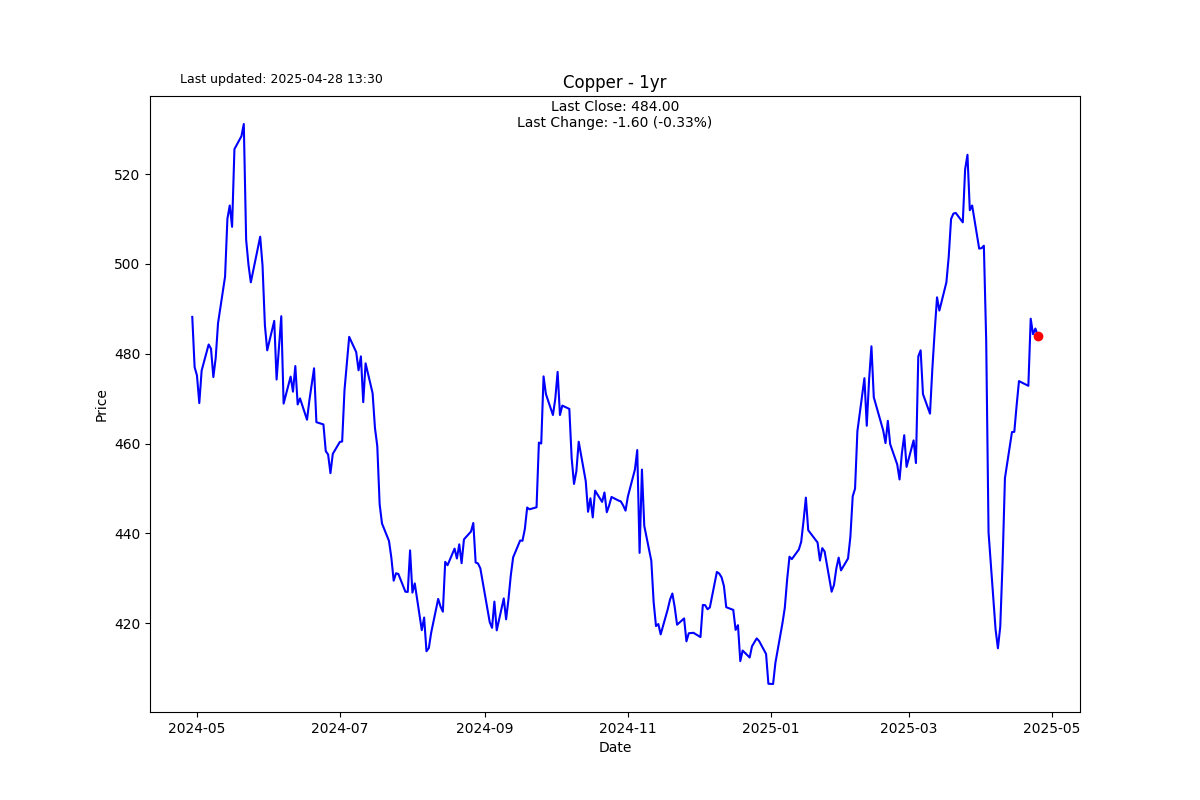 Last updated: 2025-04-28 13:30
Copper - 1yr
Last Close: 484.00
Last Change: -1.60 (-0.33%)
520
500
480
460
440
420
Price
2024-05
2024-07
2024-09
2024-11
2025-01
2025-03
2025-05
Date